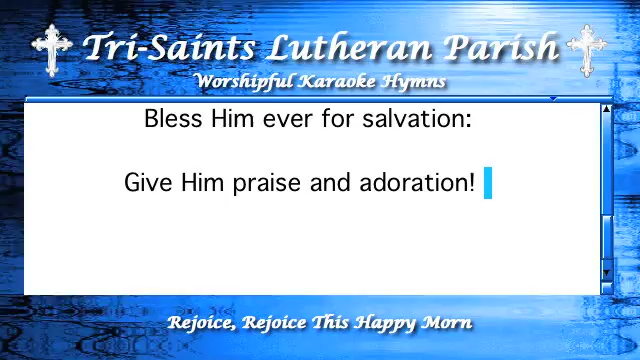 Tri-Saints Lutheran Parish
Worshipful Karaoke Hymns
Bless Him ever for salvation:
Give Him praise and adoration!
Rejoice, Rejoice This Happy Morn